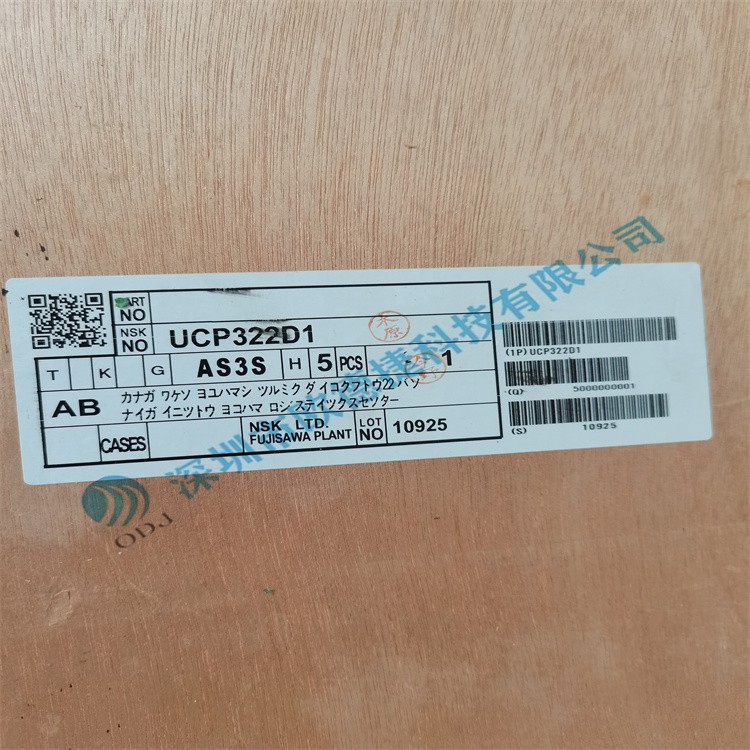 PART NO
NSK NO UCP322D1
T K G AS3S H 5 PCS 1
AB カナガ ワケソ ヨコハマシ ツルミク ダイコクフトウ22 バソ
ナイガ イニツトウ ヨコハマ ロジステイツクスセソター
CASES NSK LTD. FUJISAWA PLANT LOT NO 10925
(1P) UCP322D1
(Q) 5000000001
(S) 10925
深圳市欧德捷科技有限公司
ODJ